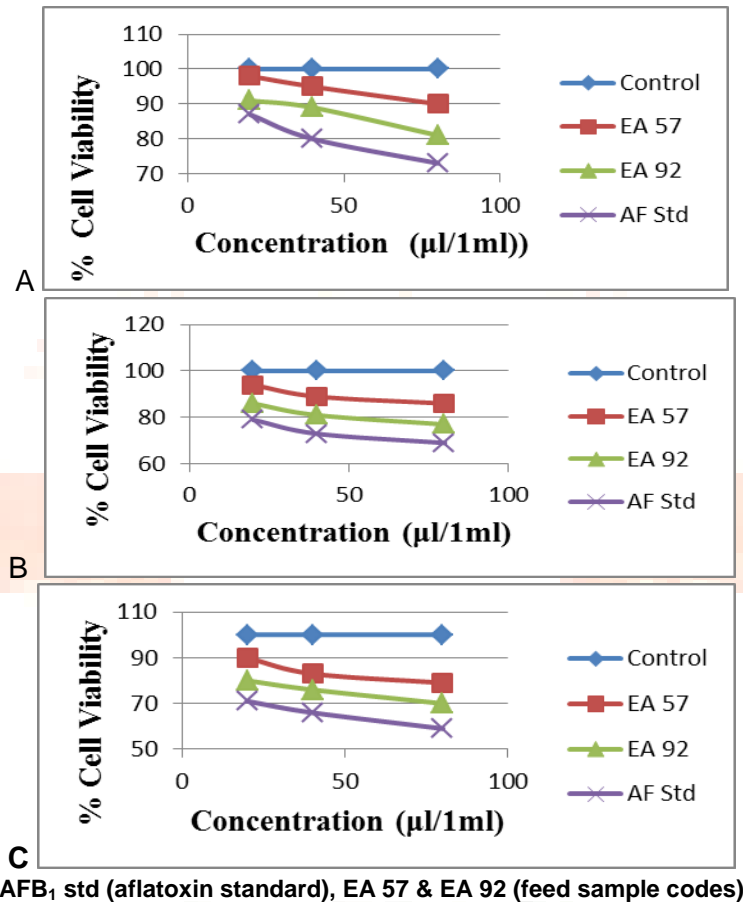 110
100
90
80
70
% Cell Viability
0
50
100
Concentration (µl/1ml))
Control
EA 57
EA 92
AF Std
A
120
100
80
60
% Cell Viability
0
50
100
Concentration (µl/1ml)
Control
EA 57
EA 92
AF Std
B
110
90
70
50
% Cell Viability
0
50
100
Concentration (µl/1ml)
Control
EA 57
EA 92
AF Std
C
AFB₁ std (aflatoxin standard), EA 57 & EA 92 (feed sample codes)